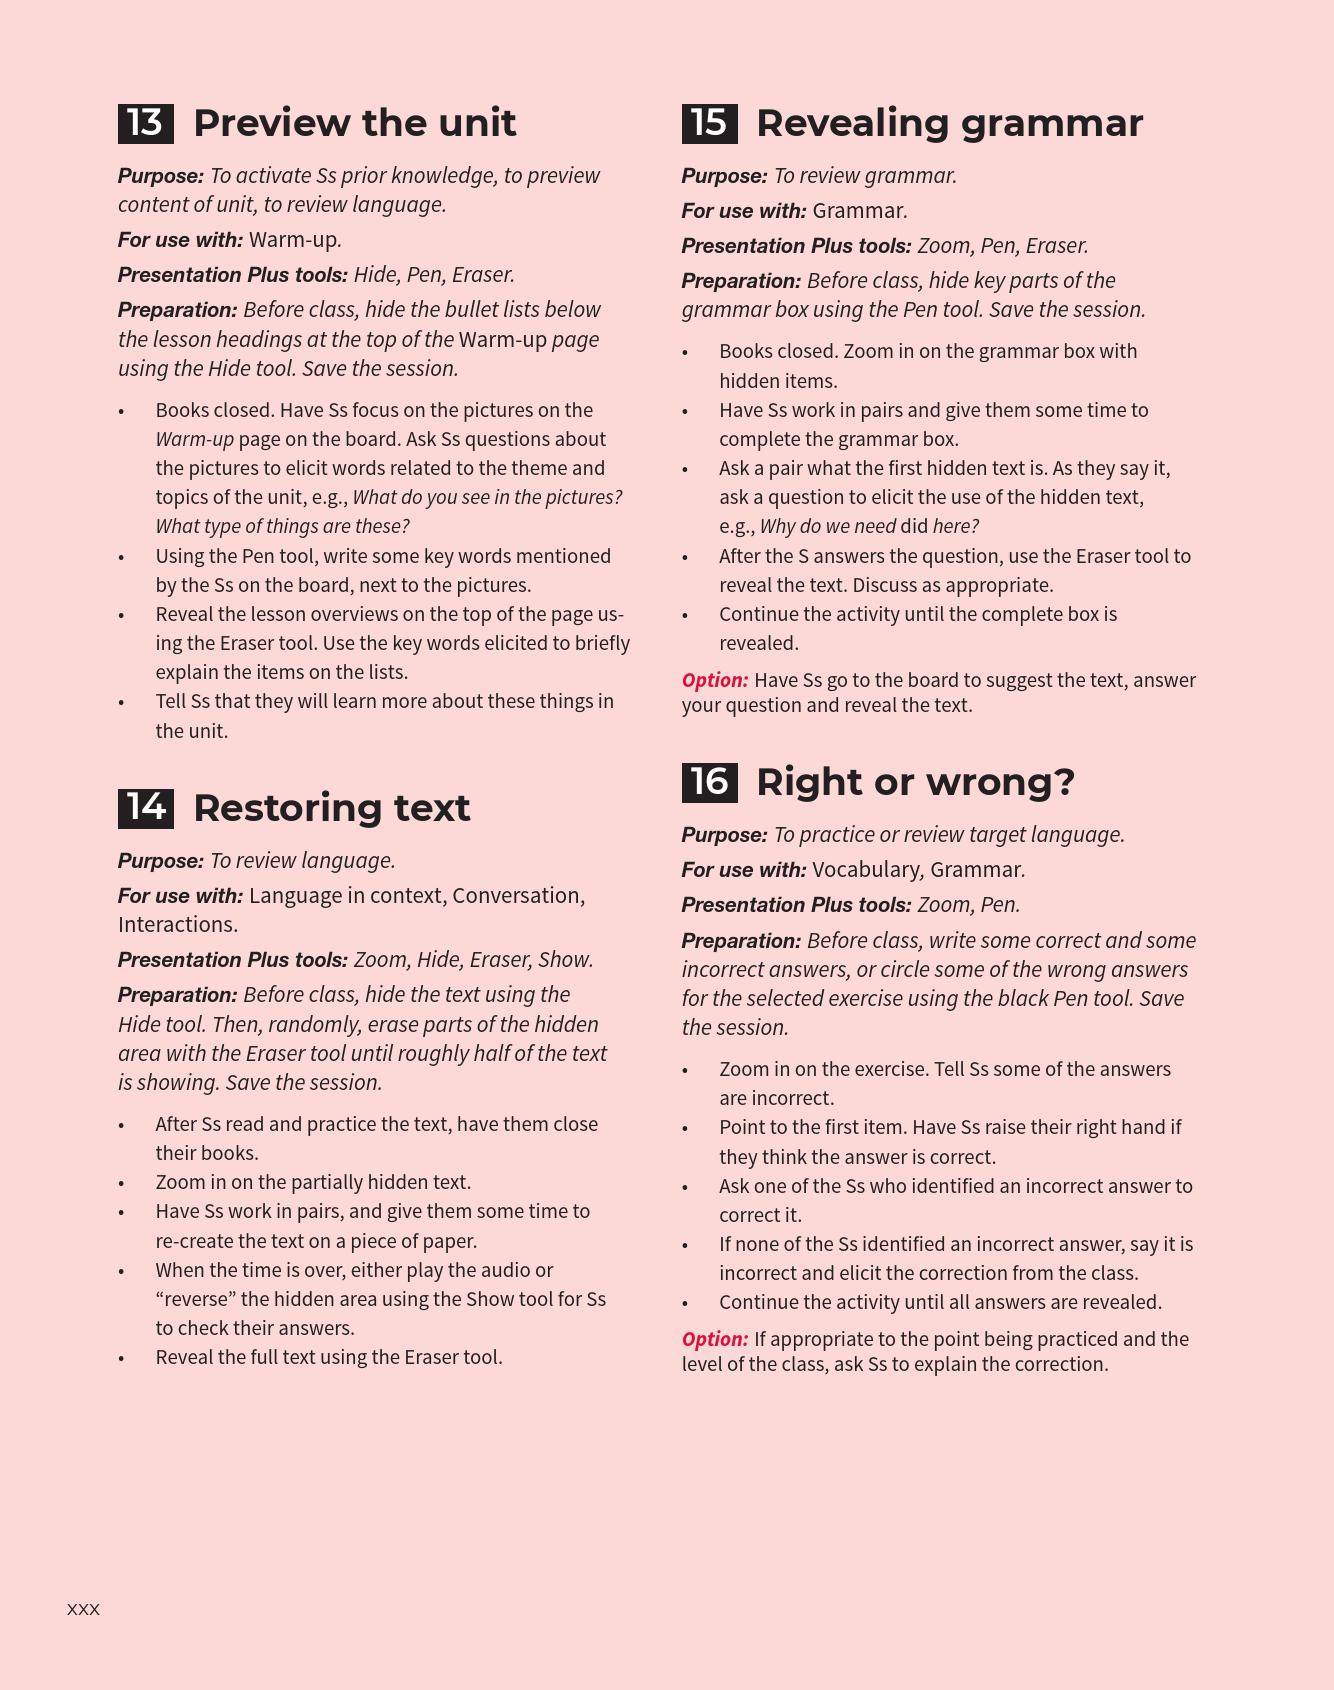 13 Preview the unit
Purpose: To activate Ss prior knowledge, to preview
content of unit, to review language.
For use with: Warm-up.
Presentation Plus tools: Hide, Pen, Eraser.
Preparation: Before class, hide the bullet lists below
the lesson headings at the top of the Warm-up page
using the Hide tool. Save the session.
• Books closed. Have Ss focus on the pictures on the
Warm-up page on the board. Ask Ss questions about
the pictures to elicit words related to the theme and
topics of the unit, e.g., What do you see in the pictures?
What type of things are these?
• Using the Pen tool, write some key words mentioned
by the Ss on the board, next to the pictures.
• Reveal the lesson overviews on the top of the page us-
ing the Eraser tool. Use the key words elicited to briefly
explain the items on the lists.
• Tell Ss that they will learn more about these things in
the unit.
14 Restoring text
Purpose: To review language.
For use with: Language in context, Conversation,
Interactions.
Presentation Plus tools: Zoom, Hide, Eraser, Show.
Preparation: Before class, hide the text using the
Hide tool. Then, randomly, erase parts of the hidden
area with the Eraser tool until roughly half of the text
is showing. Save the session.
• After Ss read and practice the text, have them close
their books.
• Zoom in on the partially hidden text.
• Have Ss work in pairs, and give them some time to
re-create the text on a piece of paper.
• When the time is over, either play the audio or
“reverse” the hidden area using the Show tool for Ss
to check their answers.
• Reveal the full text using the Eraser tool.
15 Revealing grammar
Purpose: To review grammar.
For use with: Grammar.
Presentation Plus tools: Zoom, Pen, Eraser.
Preparation: Before class, hide key parts of the
grammar box using the Pen tool. Save the session.
• Books closed. Zoom in on the grammar box with
hidden items.
• Have Ss work in pairs and give them some time to
complete the grammar box.
• Ask a pair what the first hidden text is. As they say it,
ask a question to elicit the use of the hidden text,
e.g., Why do we need did here?
• After the S answers the question, use the Eraser tool to
reveal the text. Discuss as appropriate.
• Continue the activity until the complete box is
revealed.
Option: Have Ss go to the board to suggest the text, answer
your question and reveal the text.
16 Right or wrong?
Purpose: To practice or review target language.
For use with: Vocabulary, Grammar.
Presentation Plus tools: Zoom, Pen.
Preparation: Before class, write some correct and some
incorrect answers, or circle some of the wrong answers
for the selected exercise using the black Pen tool. Save
the session.
• Zoom in on the exercise. Tell Ss some of the answers
are incorrect.
• Point to the first item. Have Ss raise their right hand if
they think the answer is correct.
• Ask one of the Ss who identified an incorrect answer to
correct it.
• If none of the Ss identified an incorrect answer, say it is
incorrect and elicit the correction from the class.
• Continue the activity until all answers are revealed.
Option: If appropriate to the point being practiced and the
level of the class, ask Ss to explain the correction.
XXX